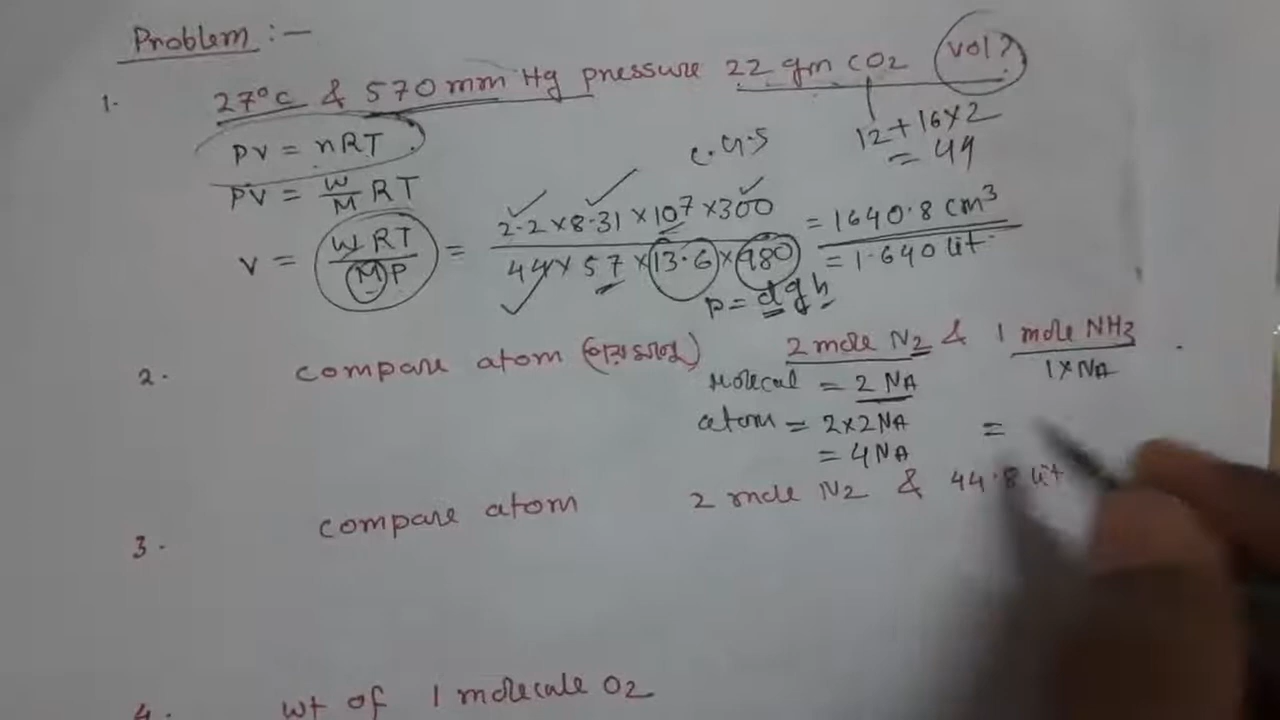 Problem :-
1. 27°C & 570 mm Hg pressure 22 gm CO2 vol?
12+16×2
= 44
PV = nRT
C.G.S
PV = W/M RT
V = WRT/MP = 2.2×8.31×107×300 / 44×57×13.6×980 = 1640.8 cm3
= 1.640 lit
P = dgh
2. compare atom 2 mole N2 & 1 mole NH3
Molecul = 2 NA 1×NA
atom = 2×2NA =
= 4NA
3. compare atom 2 mole N2 & 44.8 lit
4. wt of 1 molecule O2